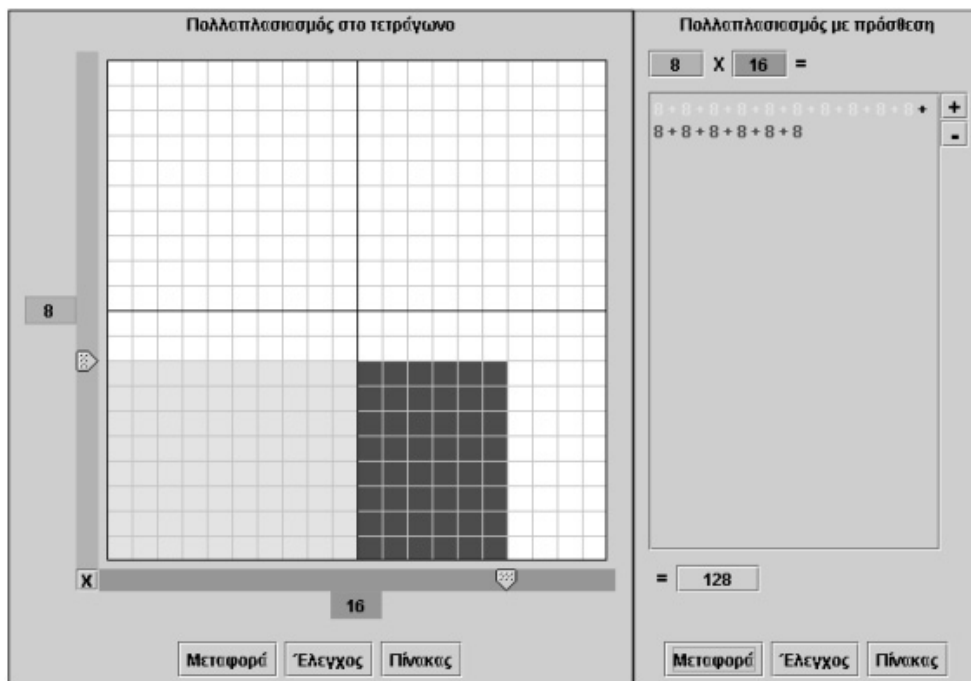 Πολλαπλασιασμός στο τετράγωνο
8
X
16
Μεταφορά Έλεγχος Πίνακας
Πολλαπλασιασμός με πρόσθεση
8 X 16 =
8 + 8 + 8 + 8 + 8 + 8 + 8 + 8 + 8 + 8 +
8 + 8 + 8 + 8 + 8 + 8
+
-
= 128
Μεταφορά Έλεγχος Πίνακας